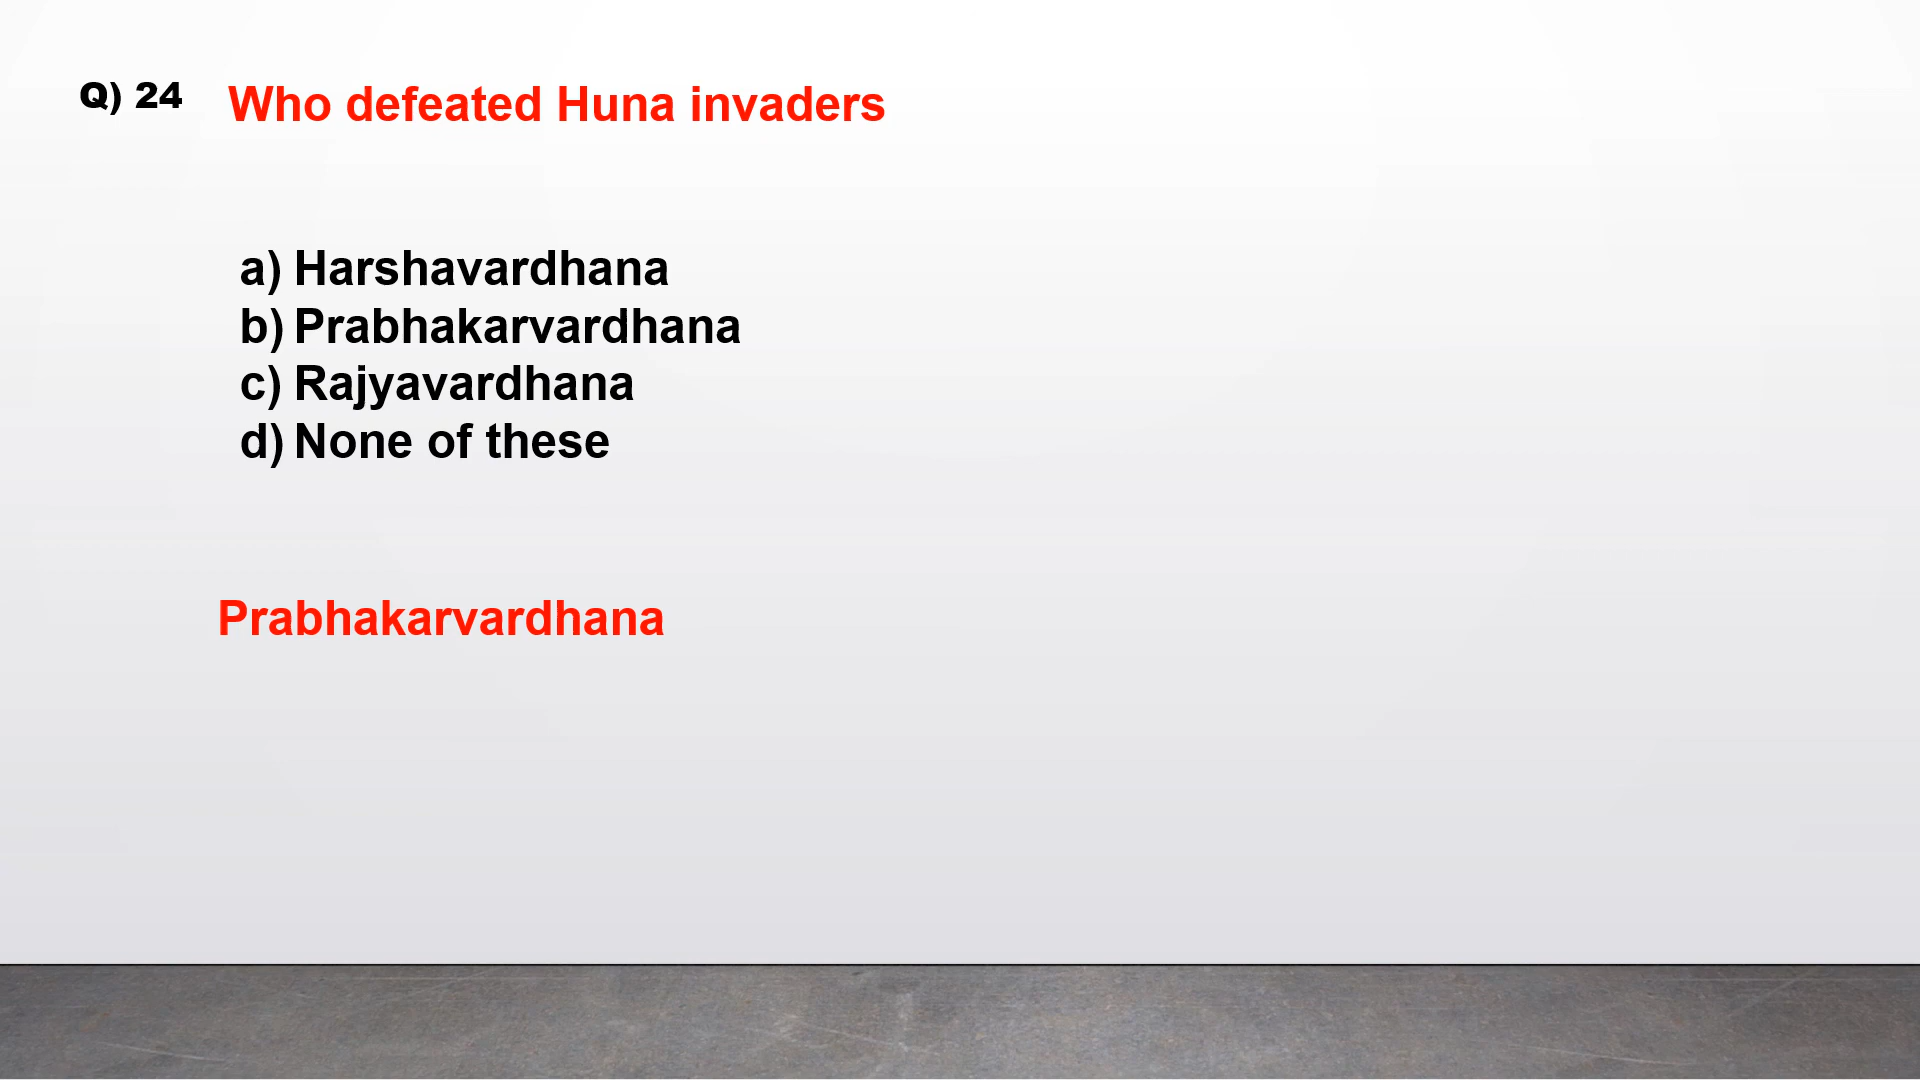 Q) 24 Who defeated Huna invaders
a) Harshavardhana
b) Prabhakarvardhana
c) Rajyavardhana
d) None of these
Prabhakarvardhana